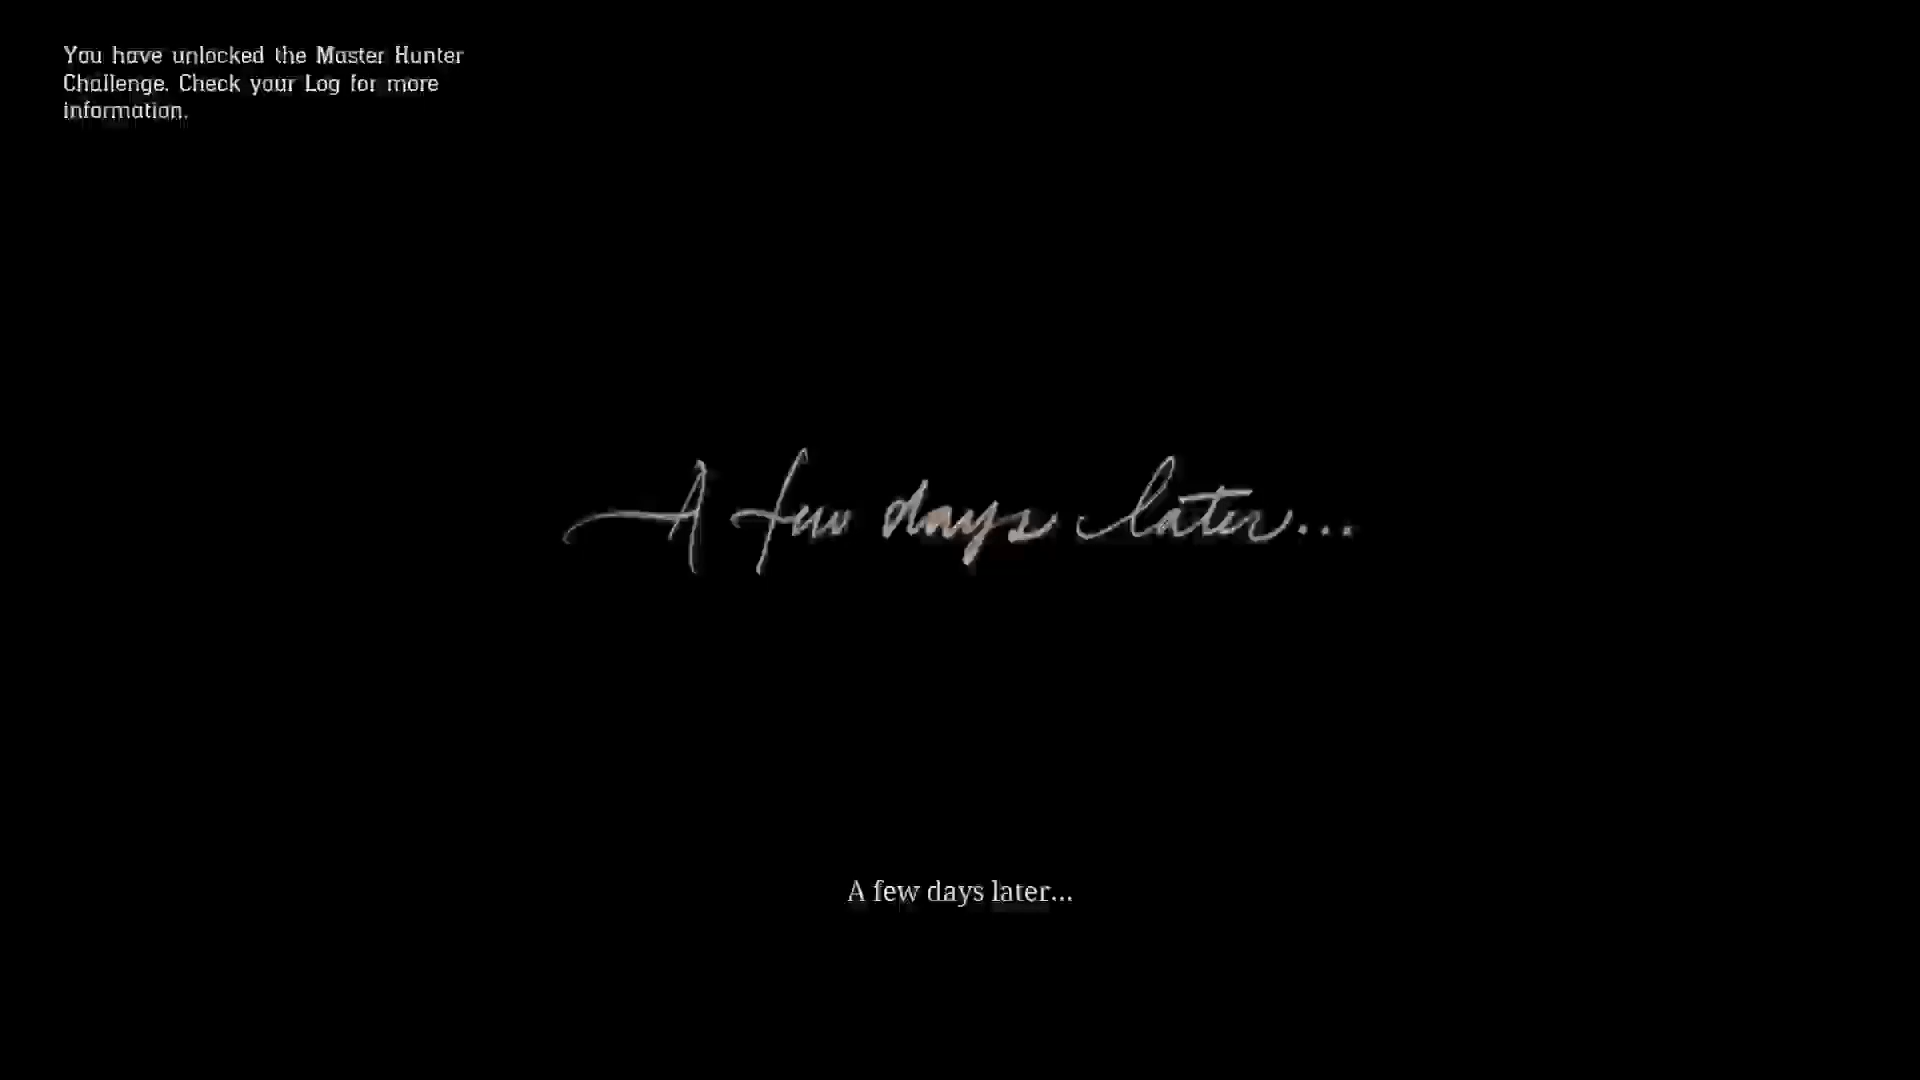 You have unlocked the Master Hunter
Challenge. Check your Log for more
information.
A few days later...
A few days later...